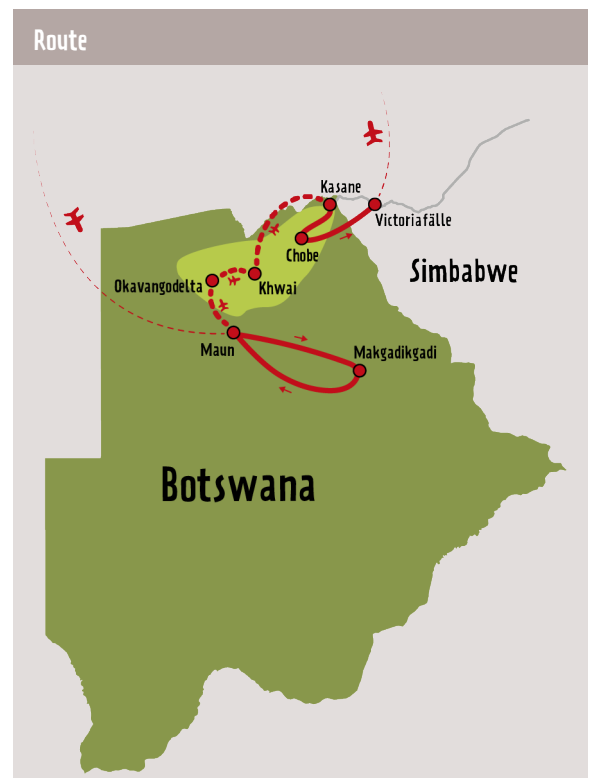 Route
Kasane
Victoriafälle
Chobe
Simbabwe
Okavangodelta
Khwai
Maun
Makgadikgadi
Botswana